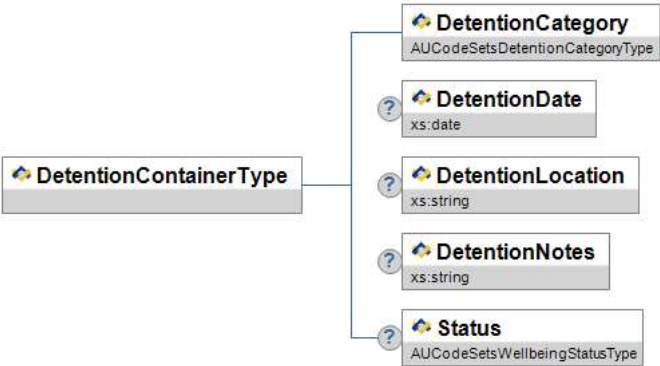 DetentionCategory
AUCodeSetsDetentionCategoryType
?
DetentionDate
xs:date
DetentionContainerType
?
DetentionLocation
xs:string
?
DetentionNotes
xs:string
?
Status
AUCodeSetsWellbeingStatusType